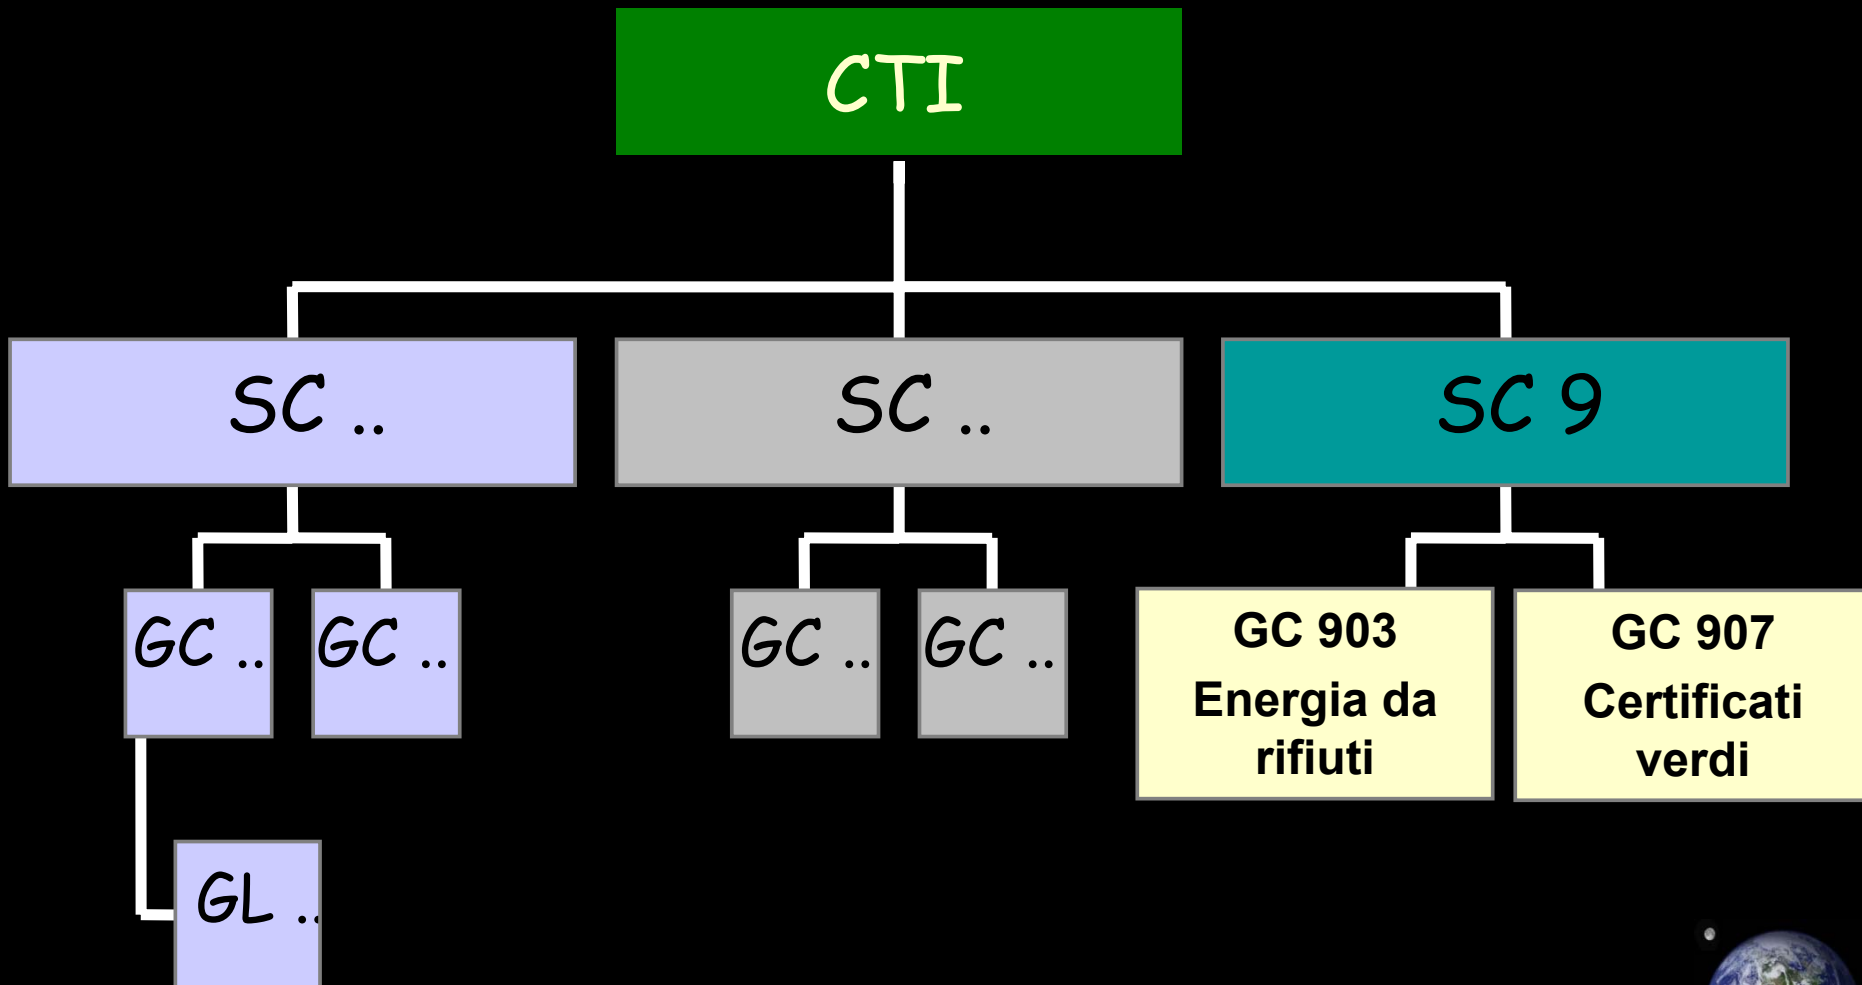 CTI
SC ..
SC ..
SC 9
GC ..
GC ..
GC ..
GC ..
GC 903
Energia da
rifiuti
GC 907
Certificati
verdi
GL ..